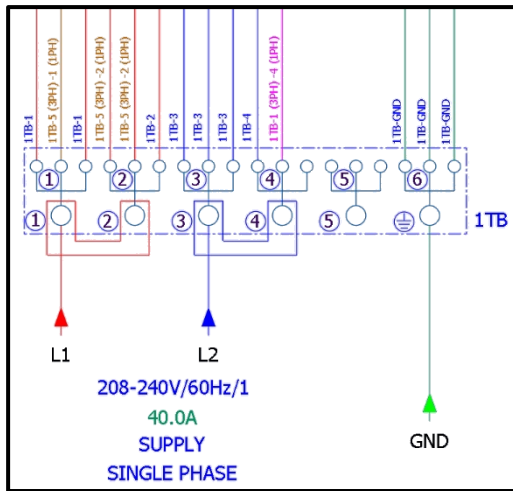 1TB-1
1TB-5 (3PH) -1 (1PH)
1TB-1
1TB-5 (3PH) -2 (1PH)
1TB-5 (3PH) -2 (1PH)
1TB-2
1TB-3
1TB-3
1TB-3
1TB-4
1TB-1 (3PH) -4 (1PH)
1TB-GND
1TB-GND
1TB-GND
1 2 3 4 5 6
1 2 3 4 5
1TB
L1 L2
GND
208-240V/60Hz/1
40.0A
SUPPLY
SINGLE PHASE